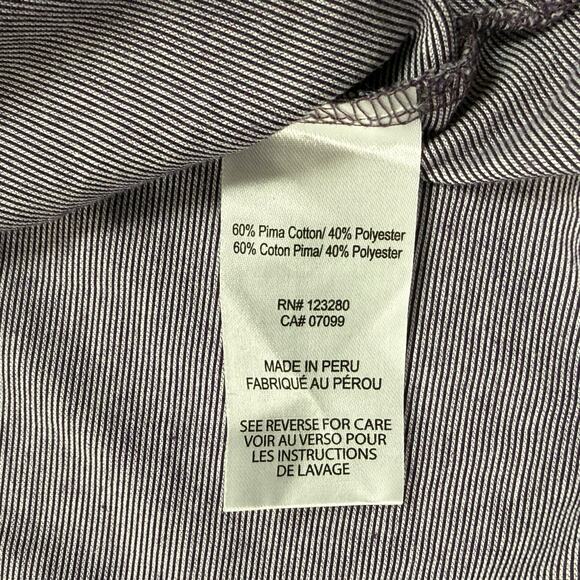 60% Pima Cotton/ 40% Polyester
60% Coton Pima/ 40% Polyester
RN# 123280
CA# 07099
MADE IN PERU
FABRIQUÉ AU PÉROU
SEE REVERSE FOR CARE
VOIR AU VERSO POUR
LES INSTRUCTIONS
DE LAVAGE